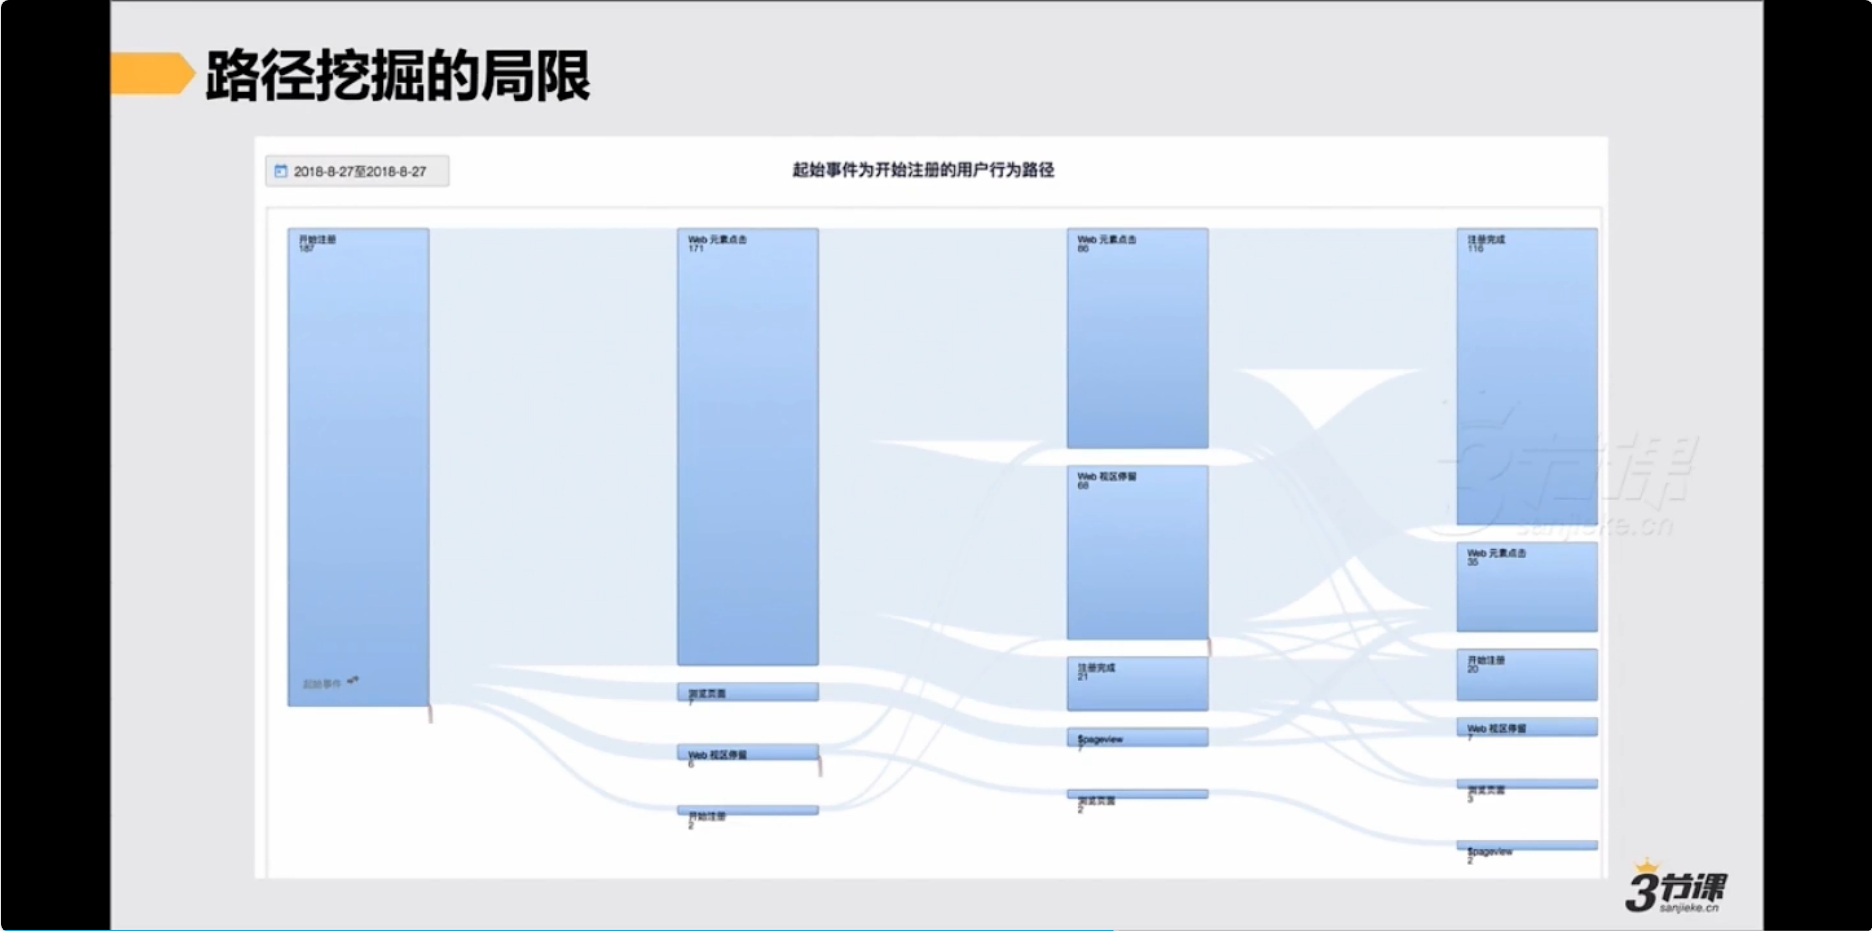 路径挖掘的局限
2018-8-27至2018-8-27
起始事件为开始注册的用户行为路径
开始注册
187
起始事件
Web 元素点击
171
浏览页面
7
Web 视区停留
6
开始注册
2
Web 元素点击
86
Web 视区停留
68
注册完成
21
$pageview
7
浏览页面
2
注册完成
116
Web 元素点击
35
开始注册
20
Web 视区停留
7
浏览页面
3
$pageview
2
3节课
sanjieke.cn
3节课
sanjieke.cn